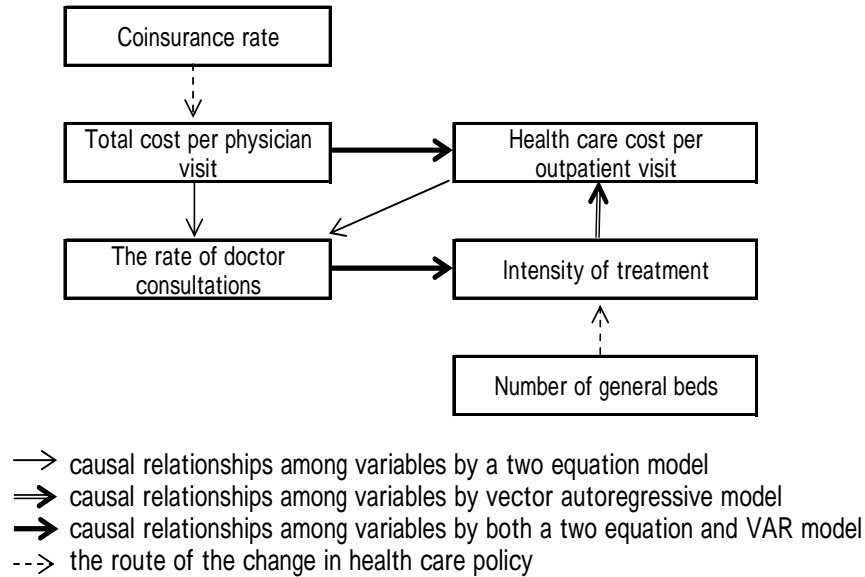 Coinsurance rate
Total cost per physician
visit
Health care cost per
outpatient visit
The rate of doctor
consultations
Intensity of treatment
Number of general beds
causal relationships among variables by a two equation model
causal relationships among variables by vector autoregressive model
causal relationships among variables by both a two equation and VAR model
the route of the change in health care policy